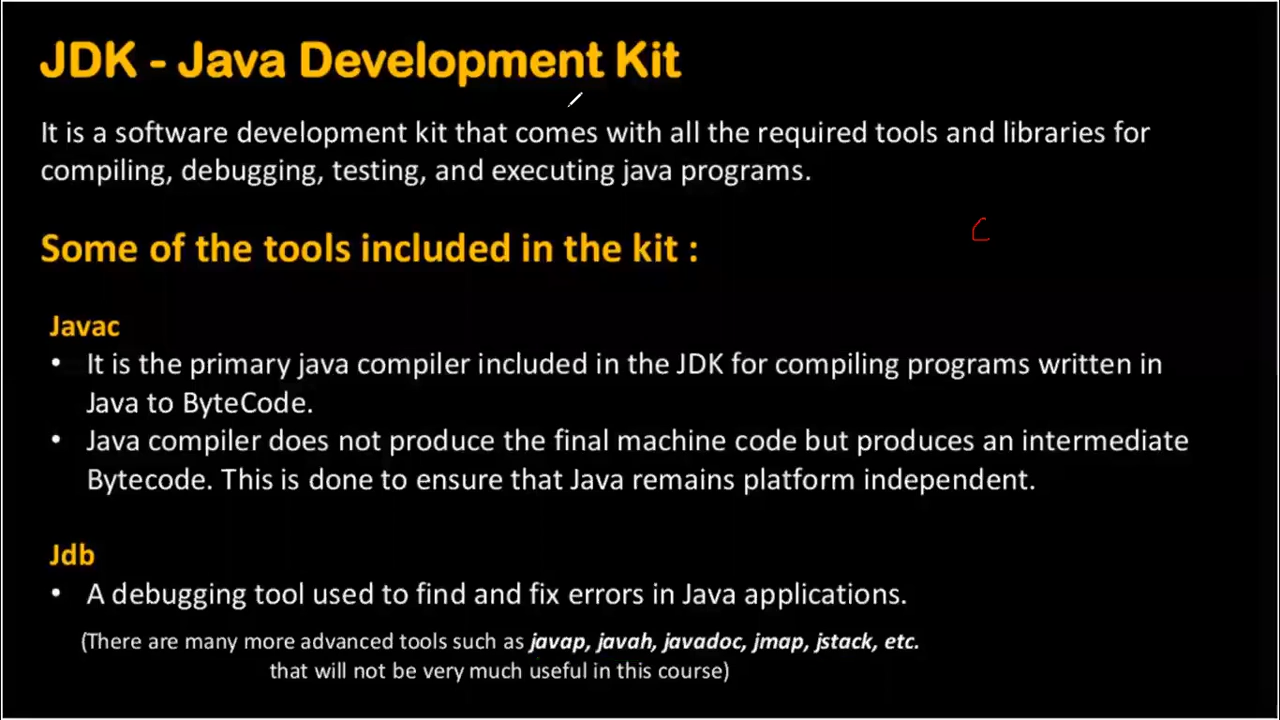 JDK - Java Development Kit
It is a software development kit that comes with all the required tools and libraries for
compiling, debugging, testing, and executing java programs.
Some of the tools included in the kit :
Javac
• It is the primary java compiler included in the JDK for compiling programs written in
Java to ByteCode.
• Java compiler does not produce the final machine code but produces an intermediate
Bytecode. This is done to ensure that Java remains platform independent.
Jdb
• A debugging tool used to find and fix errors in Java applications.
(There are many more advanced tools such as javap, javah, javadoc, jmap, jstack, etc.
that will not be very much useful in this course)